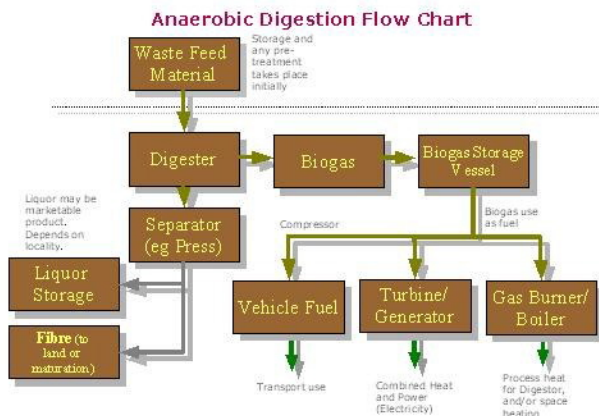 Anaerobic Digestion Flow Chart
Waste Feed
Material
Storage and
any pre-
treatment
takes place
initially
Digester
Biogas
Biogas Storage
Vessel
Liquor may be
marketable
product.
Depends on
locality.
Separator
(eg Press)
Compressor
Biogas use
as fuel
Liquor
Storage
Vehicle Fuel
Turbine/
Generator
Gas Burner/
Boiler
Fibre (to
land or
maturation)
Transport use
Combined Heat
and Power
(Electricity)
Process heat
for Digestor,
and/or space
heating